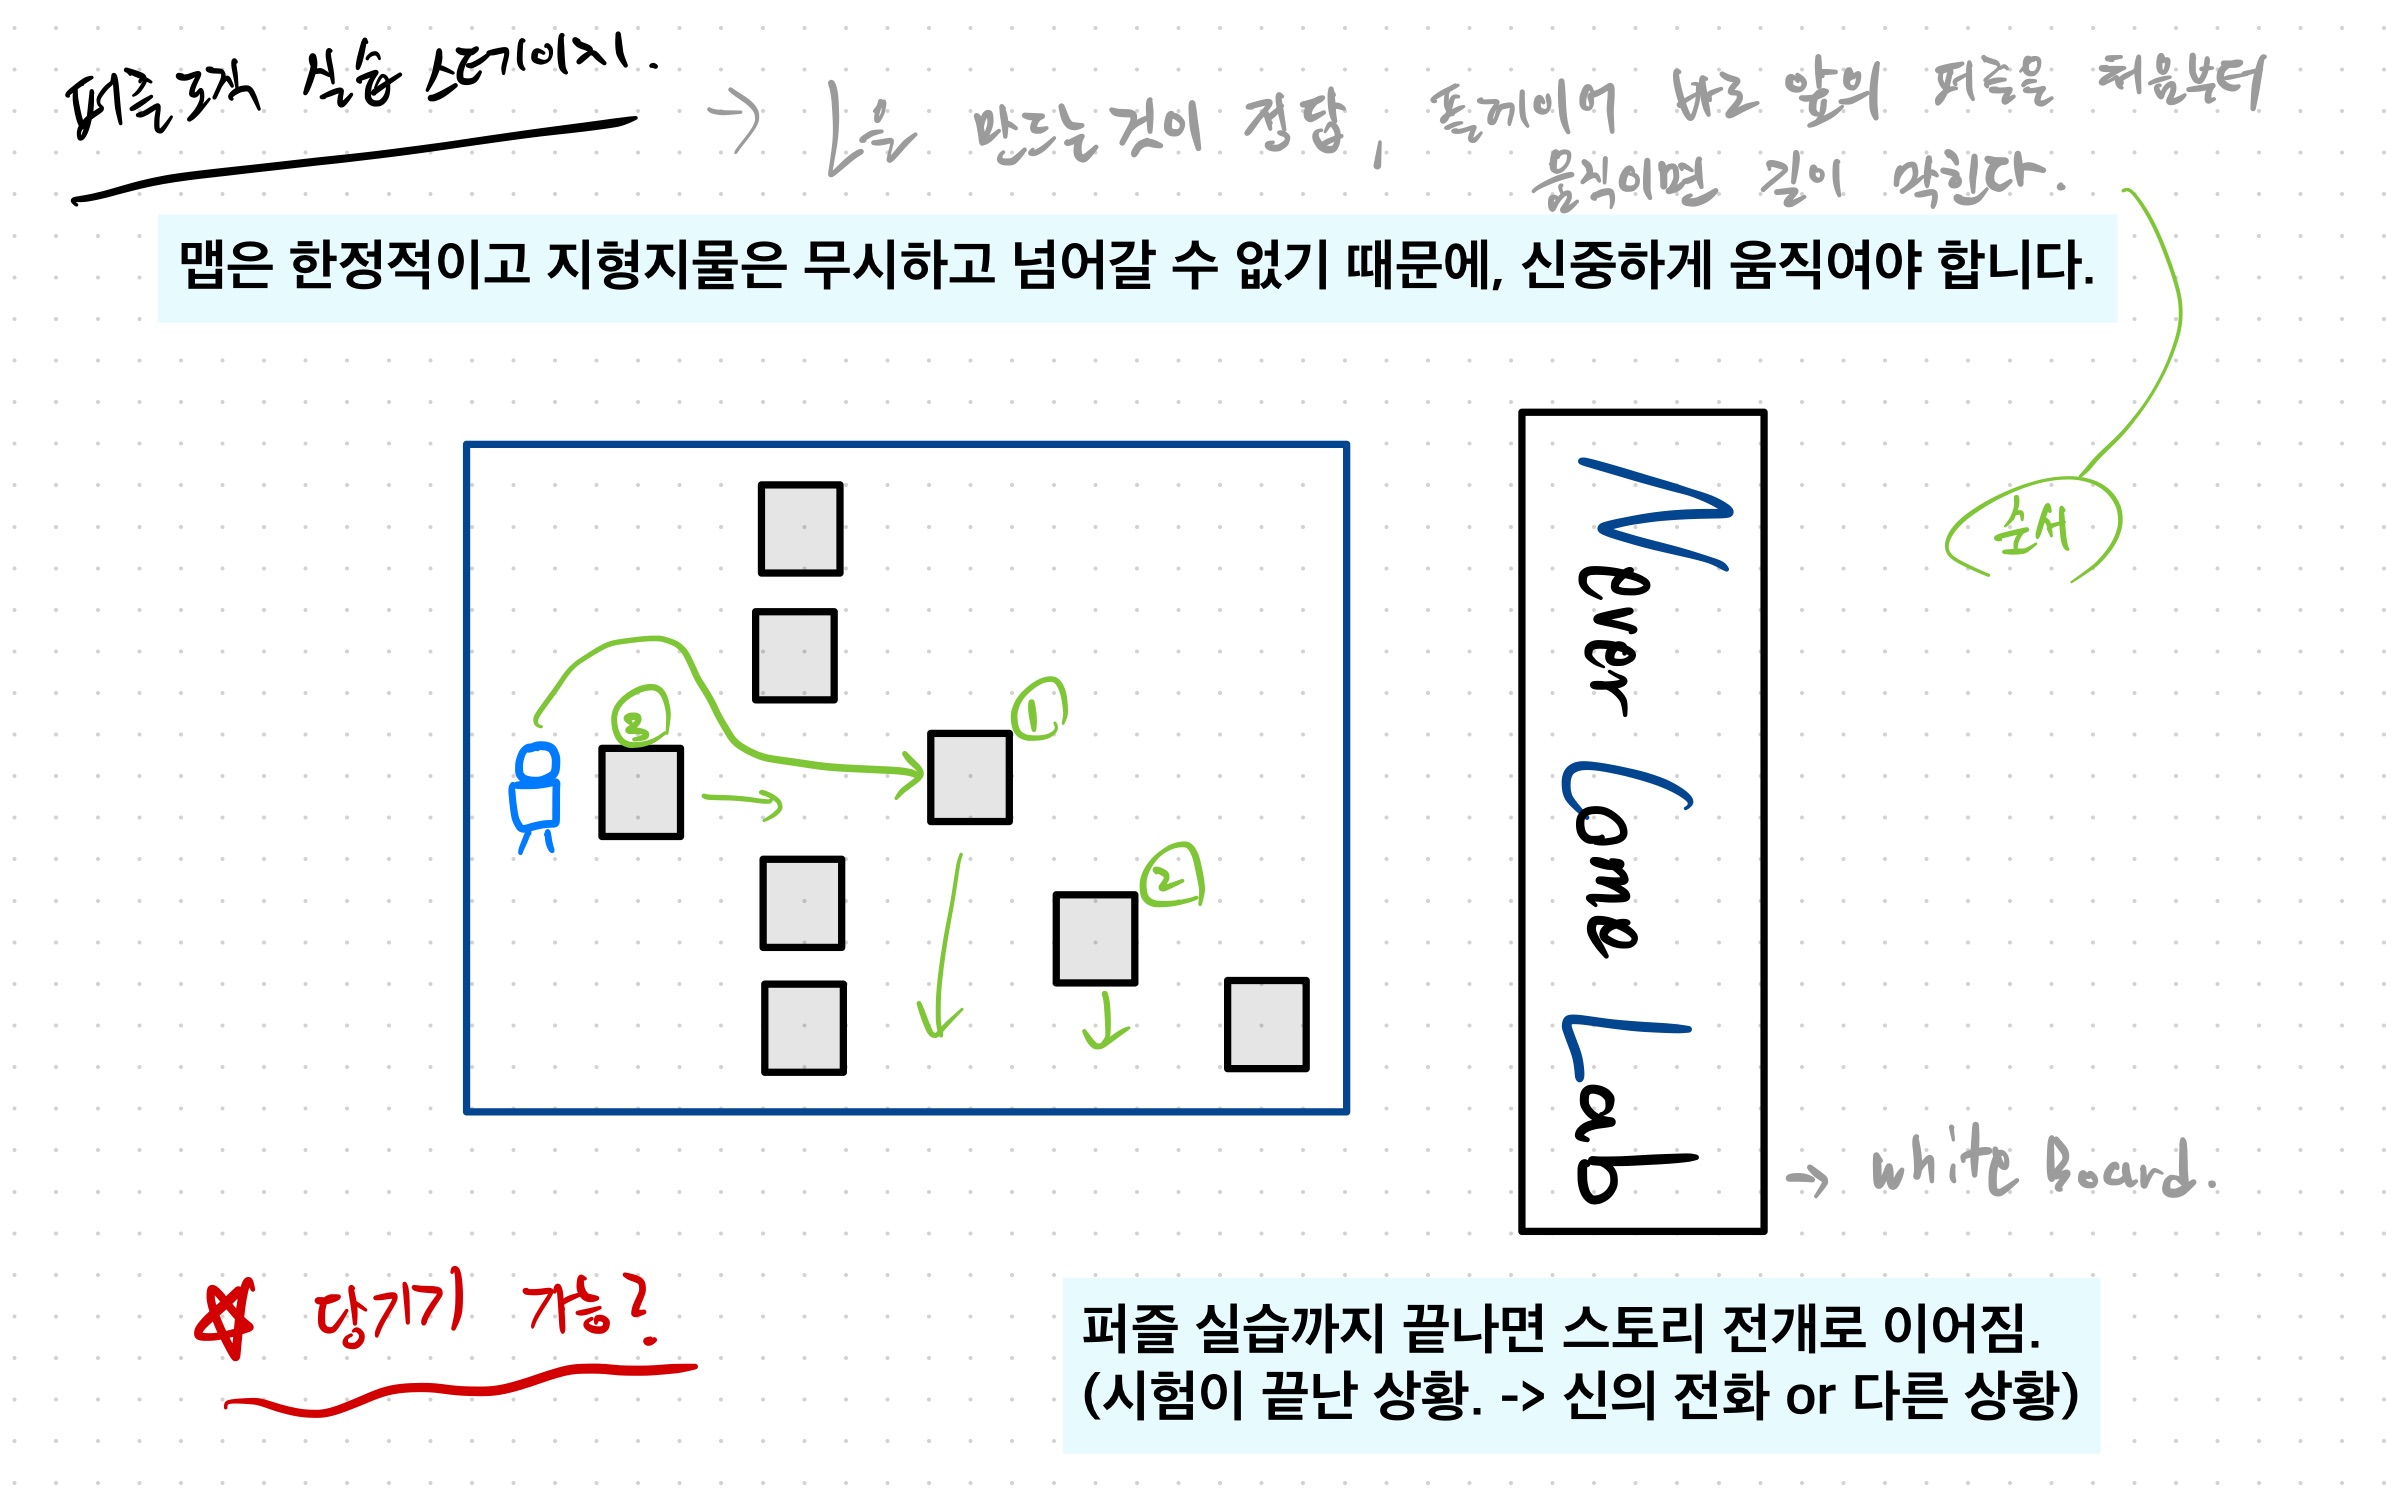 퍼즐 2장 실습 스테이지.
→ L을 만드는 것이 정답, 플레이어 바로 앞의 퍼즐을 처음부터
움직이면 길이 막힌다.
맵은 한정적이고 지형지물은 무시하고 넘어갈 수 없기 때문에, 신중하게 움직여야 합니다.
순서
3
1
2
Never Come Lab
→ White Board.
☆ 당기기 가능?
퍼즐 실습까지 끝나면 스토리 전개로 이어짐.
(시험이 끝난 상황. -> 신의 전화 or 다른 상황)